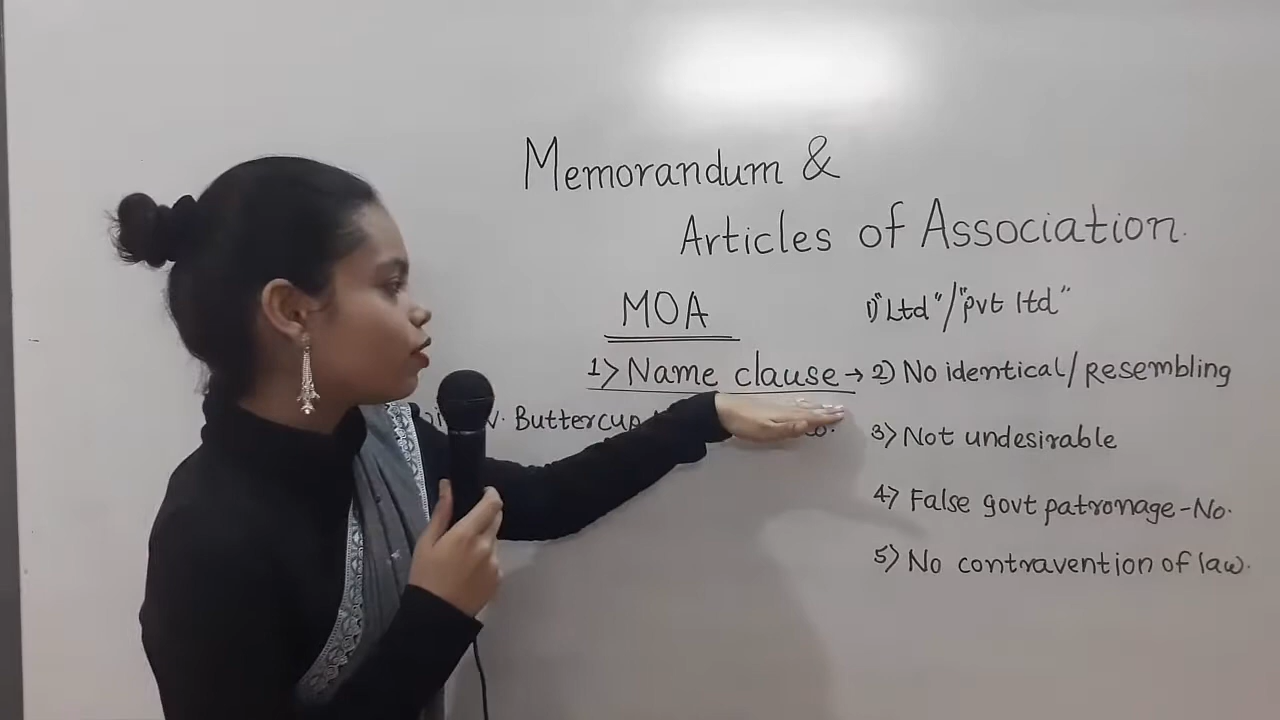 Memorandum &
Articles of Association.
MOA
1) "Ltd"/"pvt ltd"
1> Name clause → 2) No identical/Resembling
v. Buttercup
3> Not undesirable
4> False govt patronage-No.
5> No contravention of law.